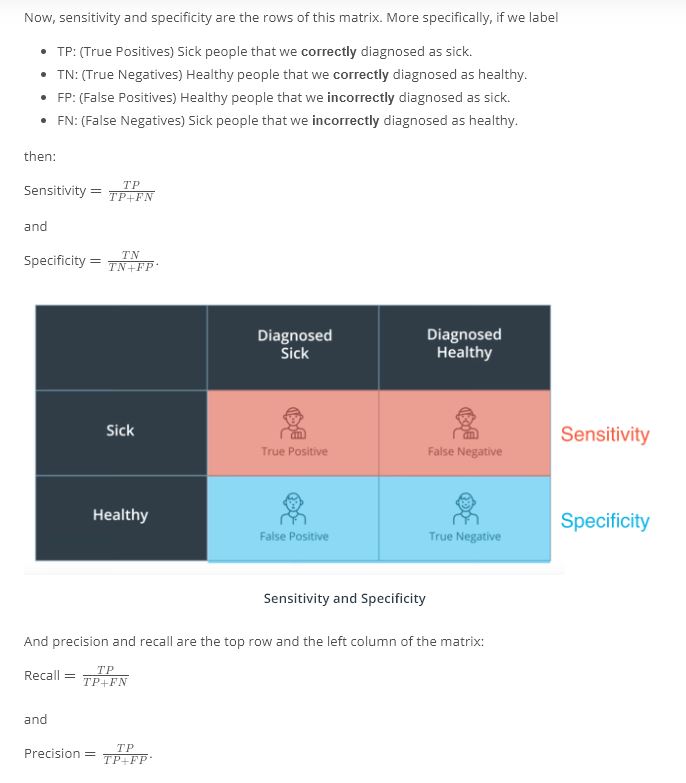 Now, sensitivity and specificity are the rows of this matrix. More specifically, if we label
• TP: (True Positives) Sick people that we correctly diagnosed as sick.
• TN: (True Negatives) Healthy people that we correctly diagnosed as healthy.
• FP: (False Positives) Healthy people that we incorrectly diagnosed as sick.
• FN: (False Negatives) Sick people that we incorrectly diagnosed as healthy.
then:
Sensitivity = TP / TP+FN
and
Specificity = TN / TN+FP.
Diagnosed Sick
Diagnosed Healthy
Sick
True Positive
False Negative
Sensitivity
Healthy
False Positive
True Negative
Specificity
Sensitivity and Specificity
And precision and recall are the top row and the left column of the matrix:
Recall = TP / TP+FN
and
Precision = TP / TP+FP.